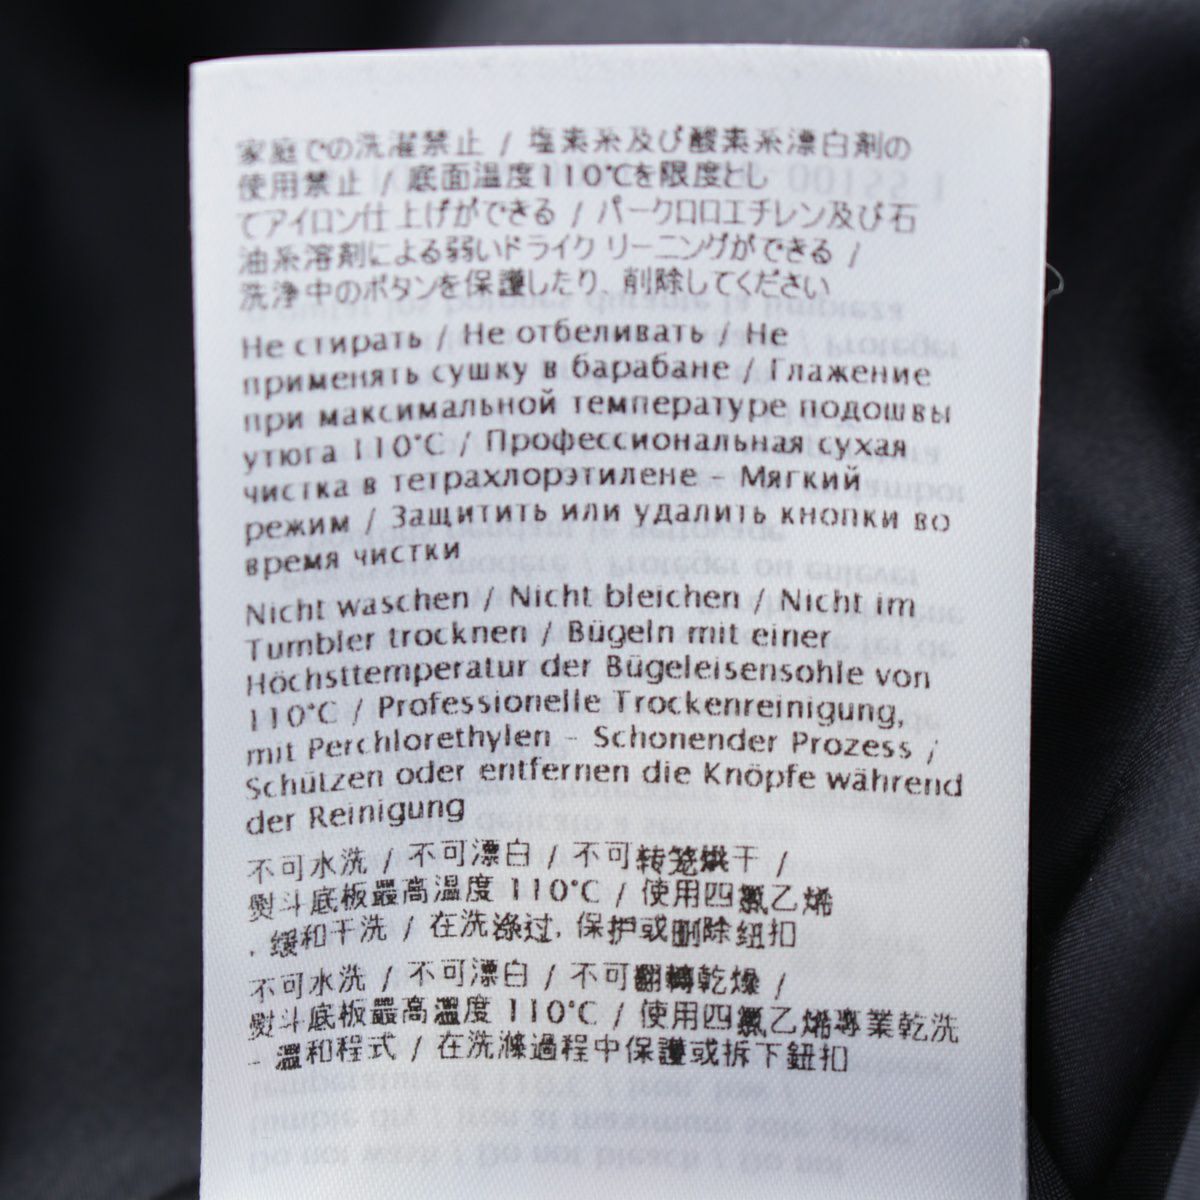 家庭での洗濯禁止 / 塩素系及び酸素系漂白剤の
使用禁止 / 底面温度110℃を限度とし
てアイロン仕上げができる / パークロロエチレン及び石
油系溶剤による弱いドライクリーニングができる /
洗浄中のボタンを保護したり、削除してください
Не стирать / Не отбеливать / Не
применять сушку в барабане / Глажение
при максимальной температуре подошвы
утюга 110°C / Профессиональная сухая
чистка в тетрахлорэтилене – Мягкий
режим / Защитить или удалить кнопки во
время чистки
Nicht waschen / Nicht bleichen / Nicht im
Tumbler trocknen / Bügeln mit einer
Höchsttemperatur der Bügeleisensohle von
110°C / Professionelle Trockenreinigung,
mit Perchlorethylen – Schonender Prozess /
Schützen oder entfernen die Knöpfe während
der Reinigung
不可水洗 / 不可漂白 / 不可转笼烘干 /
熨斗底板最高温度 110°C / 使用四氯乙烯
, 缓和干洗 / 在洗涤过, 保护或删除纽扣
不可水洗 / 不可漂白 / 不可翻轉乾燥 /
熨斗底板最高溫度 110°C / 使用四氯乙烯專業乾洗
- 溫和程式 / 在洗滌過程中保護或拆下鈕扣